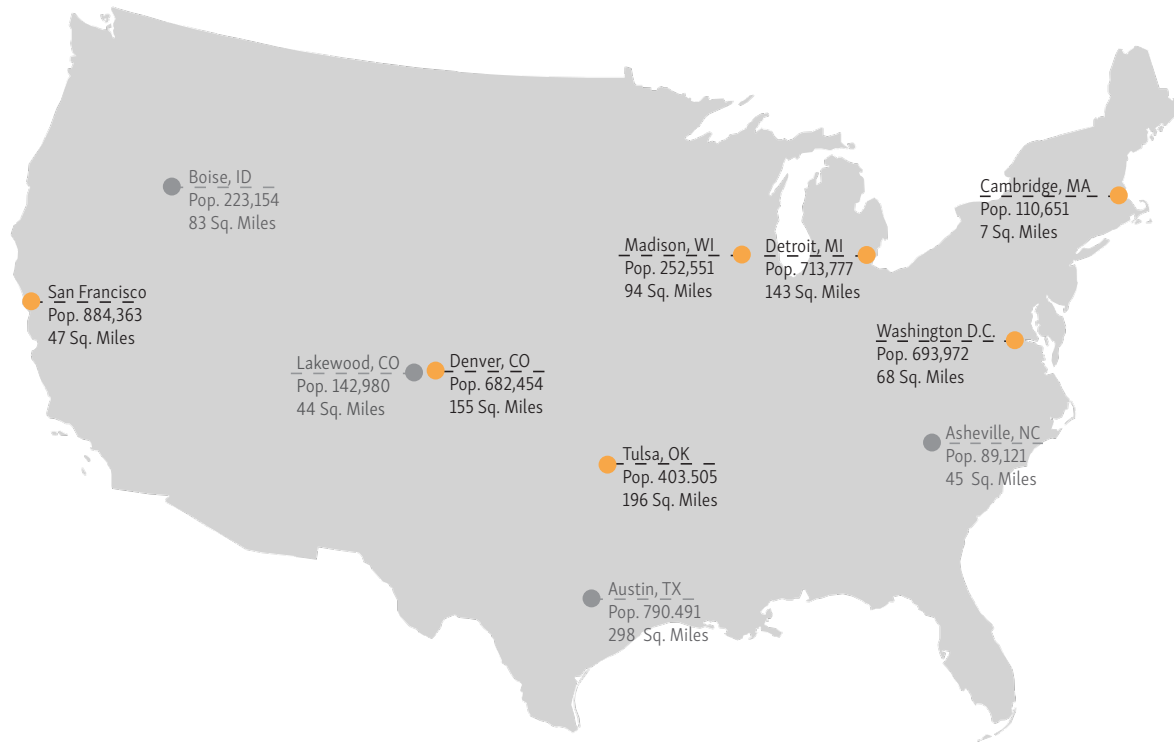 Boise, ID
Pop. 223,154
83 Sq. Miles
Cambridge, MA
Pop. 110,651
7 Sq. Miles
Madison, WI
Pop. 252,551
94 Sq. Miles
Detroit, MI
Pop. 713,777
143 Sq. Miles
San Francisco
Pop. 884,363
47 Sq. Miles
Washington D.C.
Pop. 693,972
68 Sq. Miles
Lakewood, CO
Pop. 142,980
44 Sq. Miles
Denver, CO
Pop. 682,454
155 Sq. Miles
Asheville, NC
Pop. 89,121
45 Sq. Miles
Tulsa, OK
Pop. 403.505
196 Sq. Miles
Austin, TX
Pop. 790.491
298 Sq. Miles